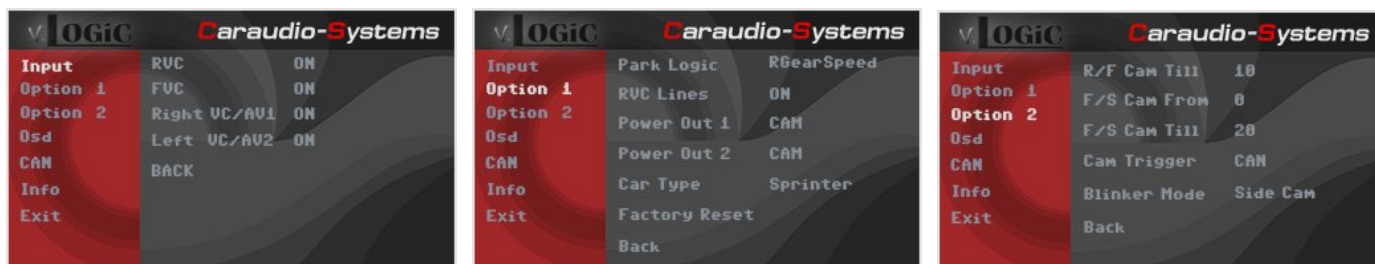 v.LOGiC Caraudio-Systems
Input
Option 1
Option 2
Osd
CAN
Info
Exit
RVC ON
FVC ON
Right VC/AV1 ON
Left VC/AV2 ON
BACK
v.LOGiC Caraudio-Systems
Input
Option 1
Option 2
Osd
CAN
Info
Exit
Park Logic RGearSpeed
RVC Lines ON
Power Out 1 CAM
Power Out 2 CAM
Car Type Sprinter
Factory Reset
Back
v.LOGiC Caraudio-Systems
Input
Option 1
Option 2
Osd
CAN
Info
Exit
R/F Cam Till 10
F/S Cam From 0
F/S Cam Till 20
Cam Trigger CAN
Blinker Mode Side Cam
Back